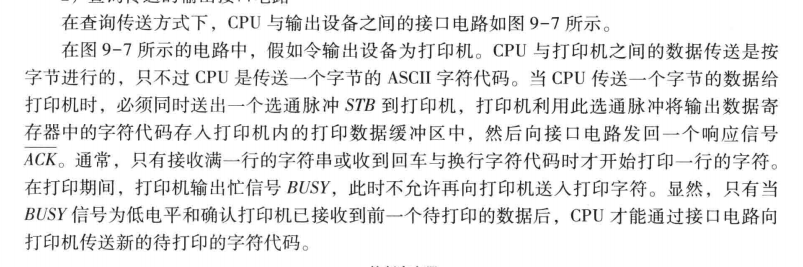 在查询传送方式下，CPU 与输出设备之间的接口电路如图 9-7 所示。
在图 9-7 所示的电路中，假如令输出设备为打印机。CPU 与打印机之间的数据传送是按
字节进行的，只不过 CPU 是传送一个字节的 ASCII 字符代码。当 CPU 传送一个字节的数据给
打印机时，必须同时送出一个选通脉冲 STB 到打印机，打印机利用此选通脉冲将输出数据寄
存器中的字符代码存入打印机内的打印数据缓冲区中，然后向接口电路发回一个响应信号
A̅C̅K̅。通常，只有接收满一行的字符串或收到回车与换行字符代码时才开始打印一行的字符。
在打印期间，打印机输出忙信号 BUSY，此时不允许再向打印机送入打印字符。显然，只有当
BUSY 信号为低电平和确认打印机已接收到前一个待打印的数据后，CPU 才能通过接口电路向
打印机传送新的待打印的字符代码。